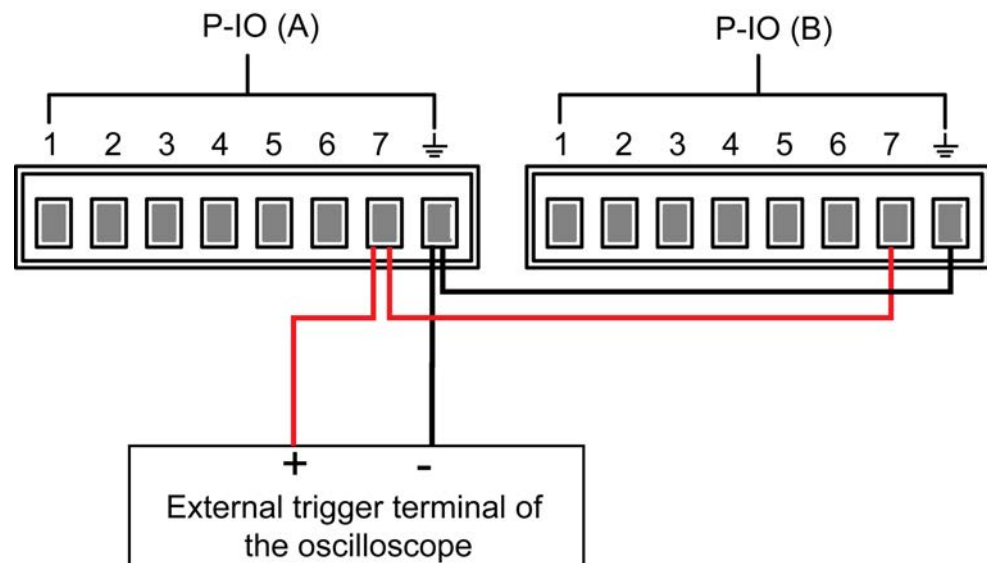 P-IO (A)
P-IO (B)
1 2 3 4 5 6 7
1 2 3 4 5 6 7
+ -
External trigger terminal of
the oscilloscope